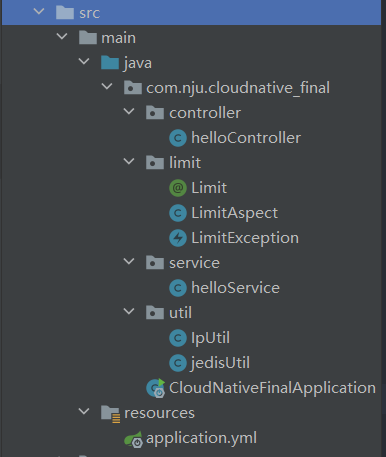 src
main
java
com.nju.cloudnative_final
controller
helloController
limit
@ Limit
C LimitAspect
LimitException
service
C helloService
util
C IpUtil
C jedisUtil
CloudNativeFinalApplication
resources
application.yml